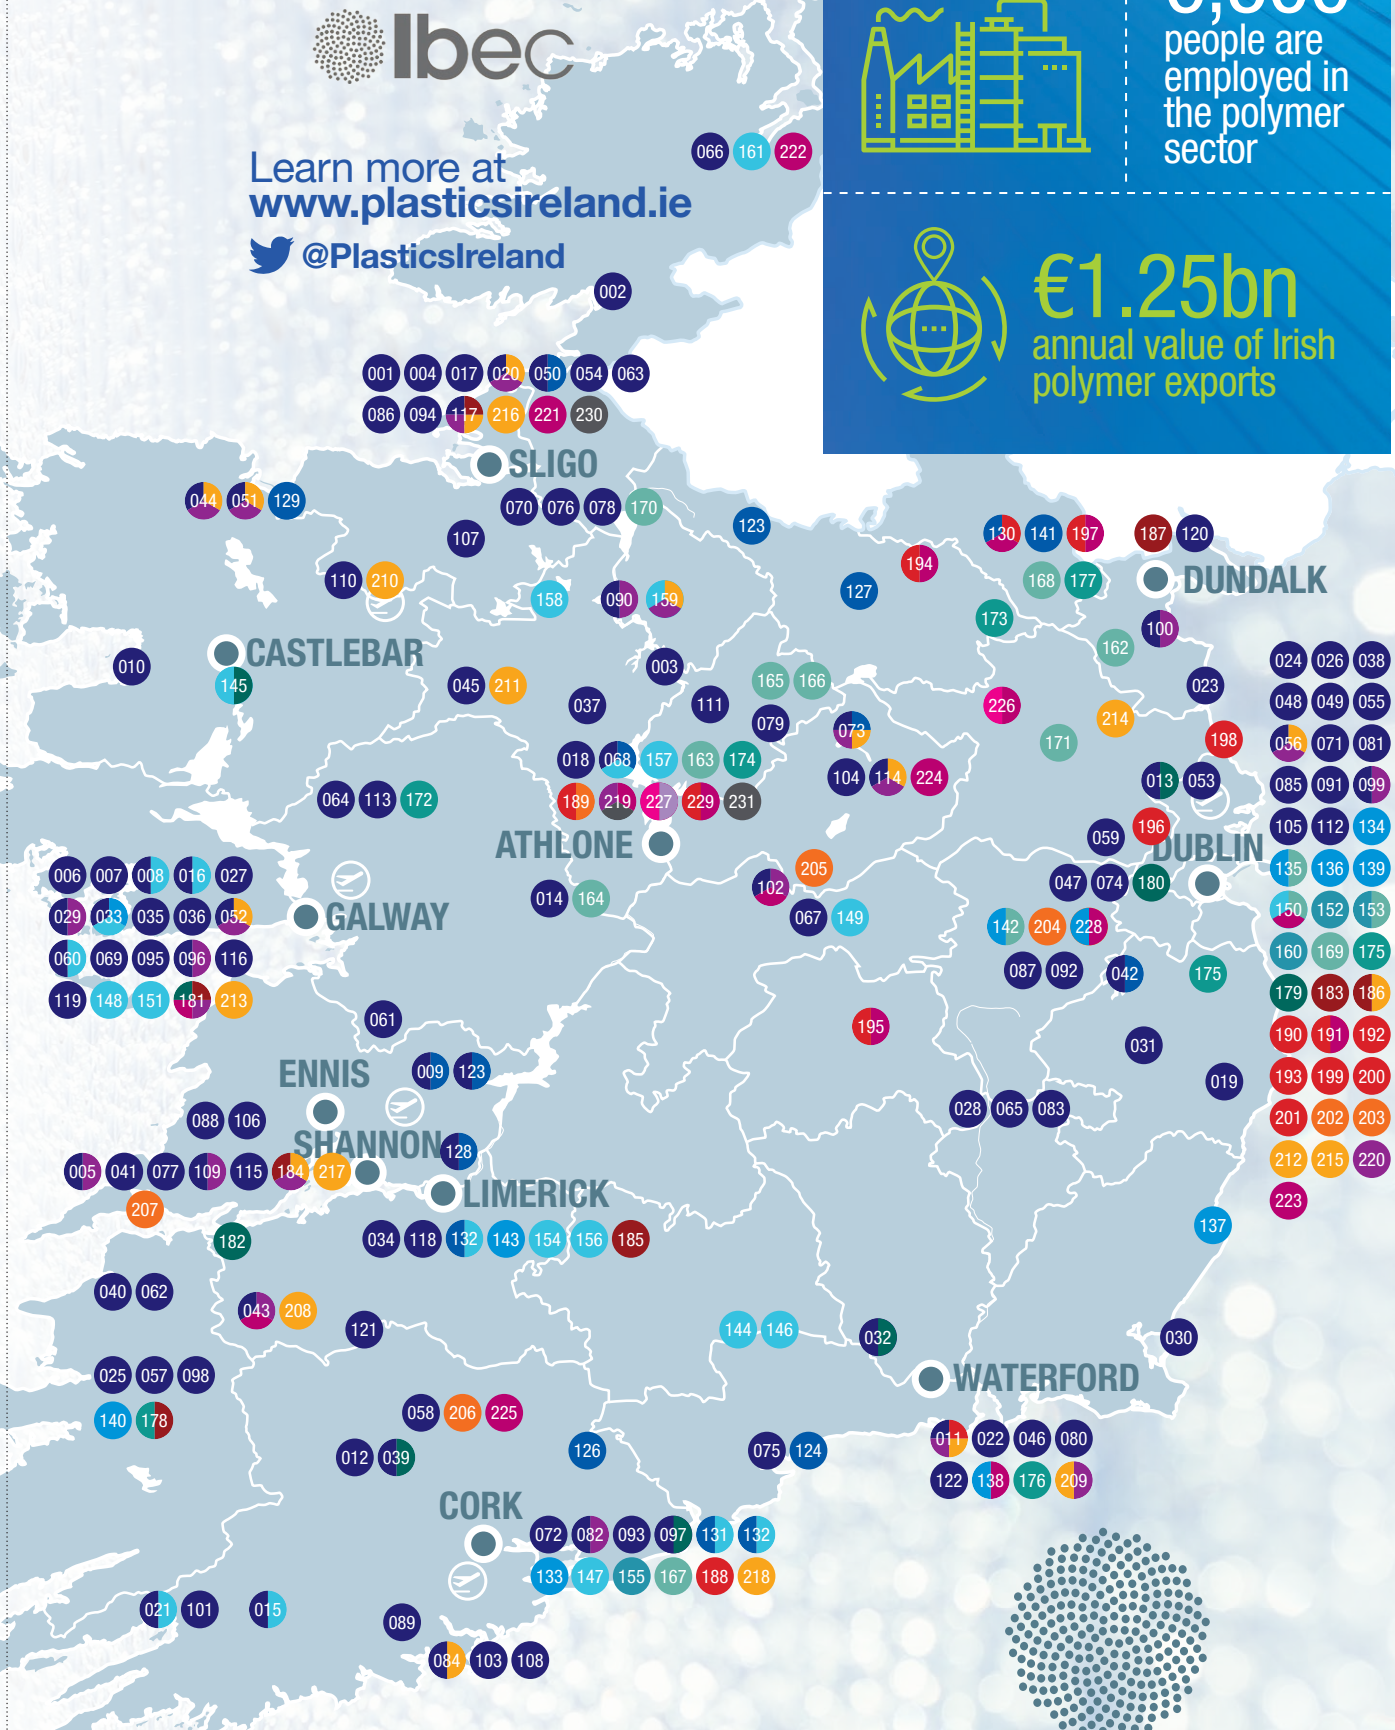 Ibec
people are
employed in
the polymer
sector
Learn more at
www.plasticsireland.ie
@PlasticsIreland
€1.25bn
annual value of Irish
polymer exports
066 161 222
002
001 004 017 020 050 054 063
086 094 117 216 221 230
SLIGO
044 051 129
070 076 078 170
107
123
130 141 197
187 120
194
110 210
168 177
DUNDALK
158
090 159
127
173
100
162
CASTLEBAR
010
145
003
045 211
165 166
037
111
079
073
226
214
023
171
198
024 026 038
048 049 055
056 071 081
085 091 099
105 112 134
135 136 139
150 152 153
160 169 175
179 183 186
190 191 192
193 199 200
201 202 203
212 215 220
223
018 068 157 163 174
189 219 227 229 231
104 114 224
013 053
064 113 172
ATHLONE
059
196
DUBLIN
006 007 008 016 027
029 033 035 036 052
060 069 095 096 116
119 148 151 181 213
GALWAY
014 164
205
102
067 149
047 074 180
142 204 228
087 092
042
175
061
195
031
ENNIS
009 123
019
088 106
028 065 083
SHANNON
128
005 041 077 109 115 184 217
207
LIMERICK
182
034 118 132 143 154 156 185
137
040 062
043 208
121
144 146
032
030
025 057 098
140 178
WATERFORD
058 206 225
012 039
126
075 124
011 022 046 080
122 138 176 209
CORK
072 082 093 097 131 132
133 147 155 167 188 218
021 101
015
089
084 103 108